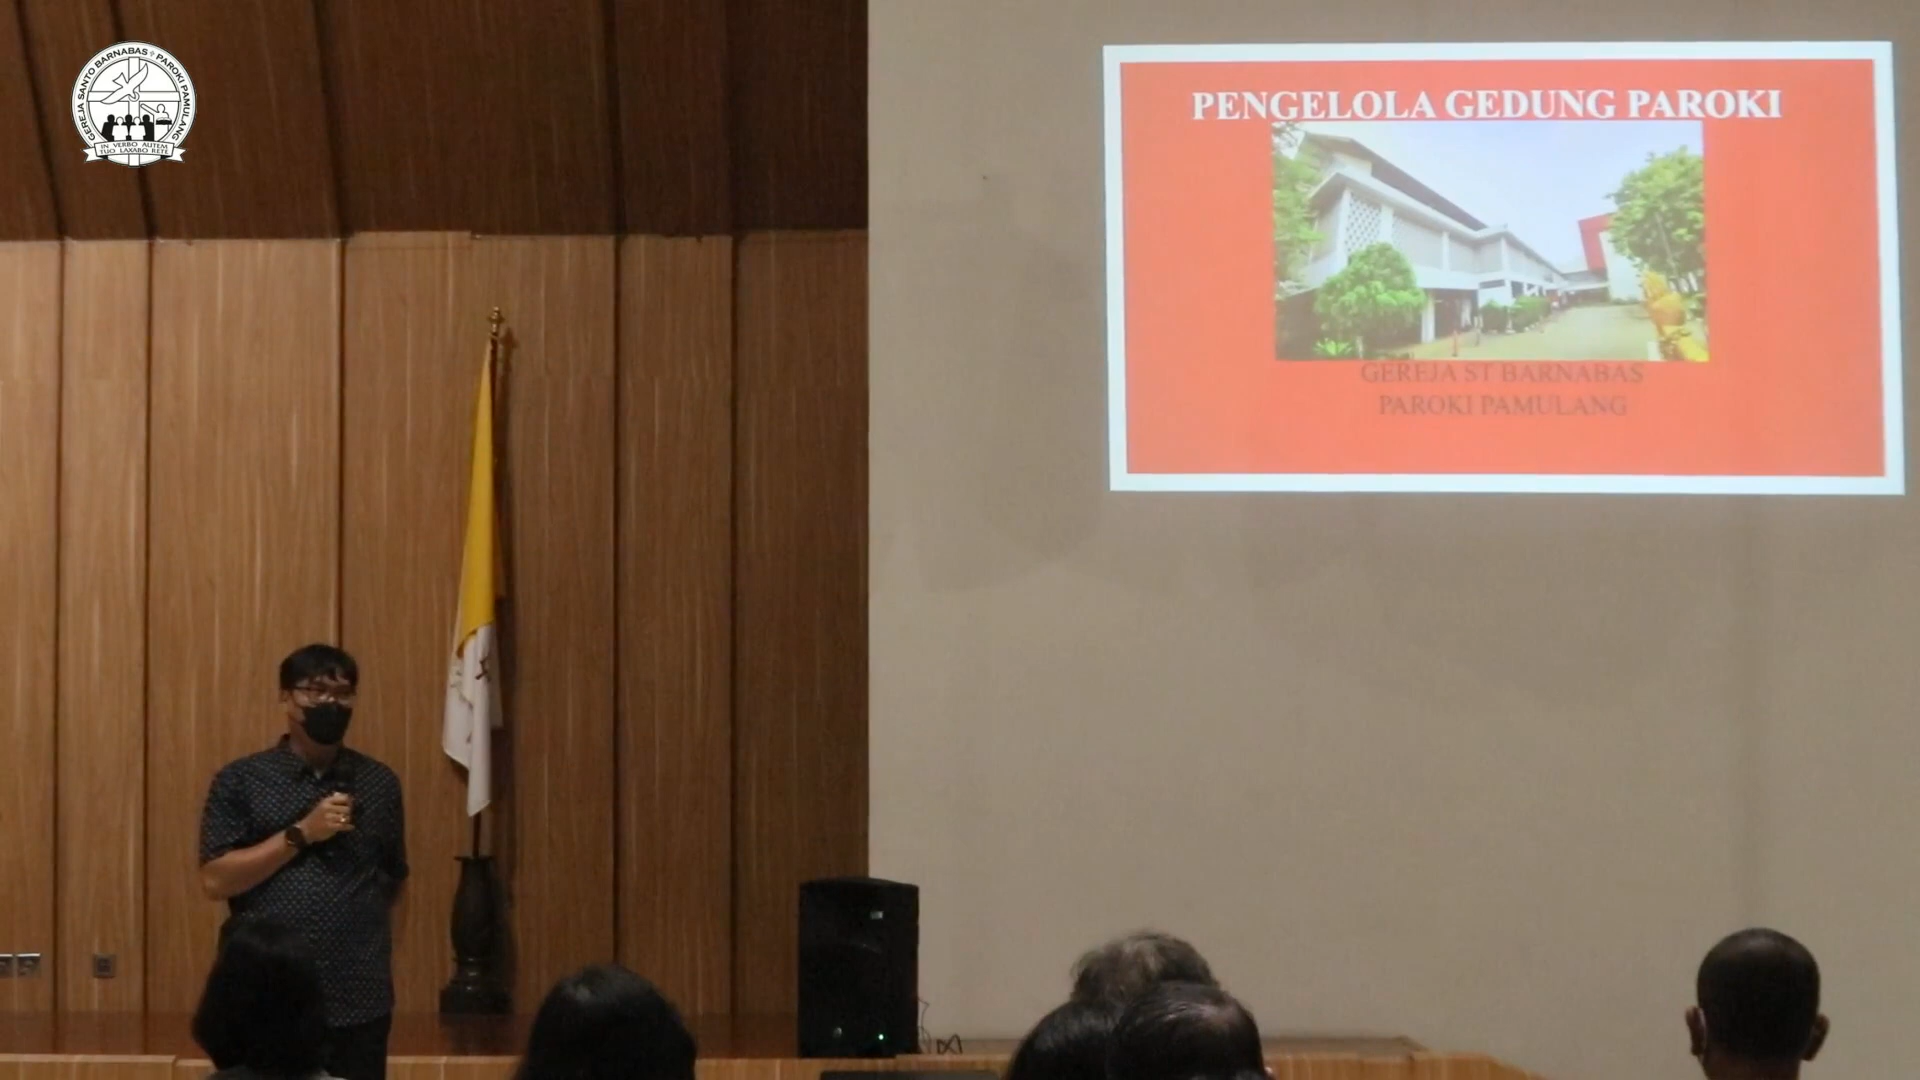 GEREJA SANTO BARNABAS + PAROKI PAMULANG
IN VERBO AUTEM
TUO LAXABO RETE
PENGELOLA GEDUNG PAROKI
GEREJA ST BARNABAS
PAROKI PAMULANG